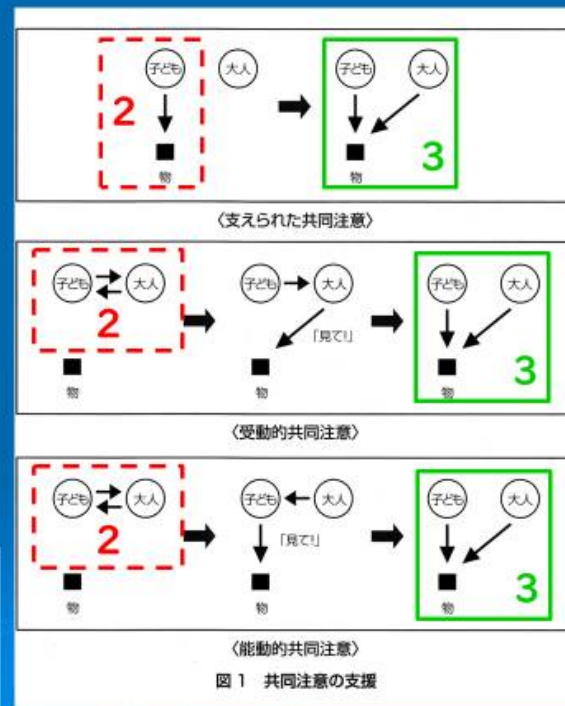 子ども 大人 子ども 大人
2
物 物 3
〈支えられた共同注意〉
子ども 大人 子ども 大人 子ども 大人
2 「見て!」
物 物 物 3
〈受動的共同注意〉
子ども 大人 子ども 大人 子ども 大人
2 「見て!」
物 物 物 3
〈能動的共同注意〉
図1 共同注意の支援